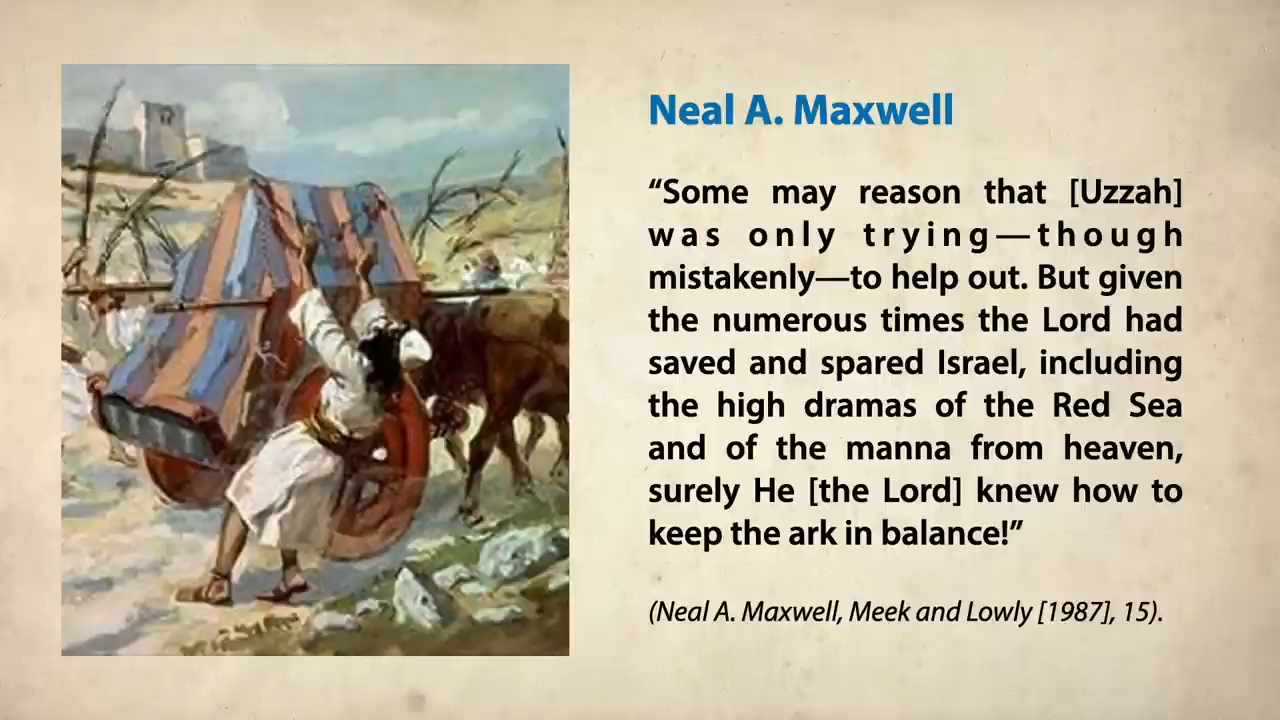 Neal A. Maxwell
“Some may reason that [Uzzah]
was only trying—though
mistakenly—to help out. But given
the numerous times the Lord had
saved and spared Israel, including
the high dramas of the Red Sea
and of the manna from heaven,
surely He [the Lord] knew how to
keep the ark in balance!”
(Neal A. Maxwell, Meek and Lowly [1987], 15).